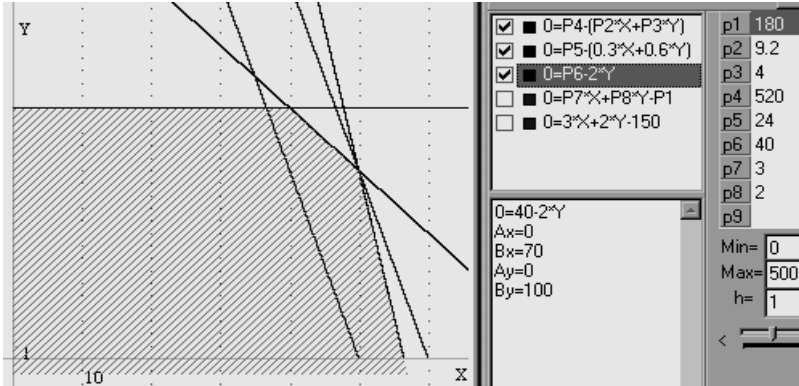 Y
1
10
X
0=P4-(P2*X+P3*Y)
0=P5-(0.3*X+0.6*Y)
0=P6-2*Y
0=P7*X+P8*Y-P1
0=3*X+2*Y-150
0=40-2*Y
Ax=0
Bx=70
Ay=0
By=100
p1 180
p2 9.2
p3 4
p4 520
p5 24
p6 40
p7 3
p8 2
p9
Min= 0
Max= 500
h= 1
<